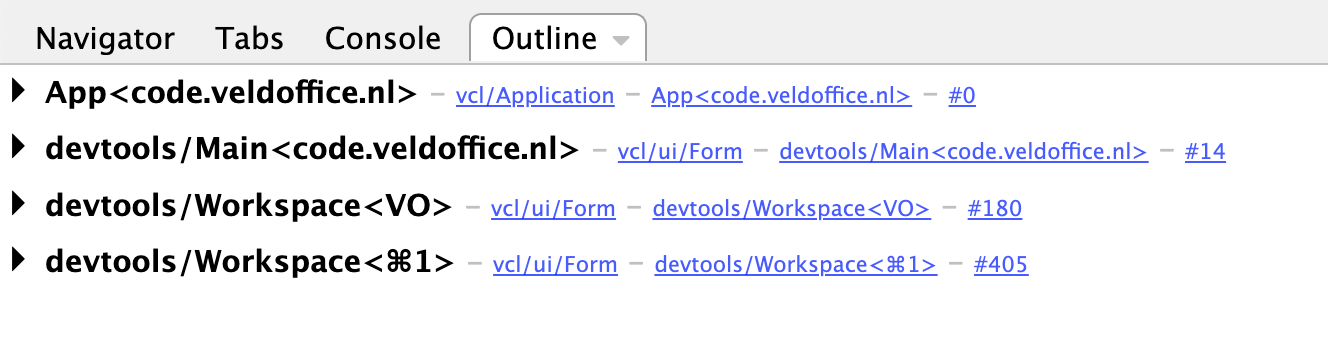 Navigator Tabs Console Outline
App<code.veldoffice.nl> – vcl/Application – App<code.veldoffice.nl> – #0
devtools/Main<code.veldoffice.nl> – vcl/ui/Form – devtools/Main<code.veldoffice.nl> – #14
devtools/Workspace<VO> – vcl/ui/Form – devtools/Workspace<VO> – #180
devtools/Workspace<⌘1> – vcl/ui/Form – devtools/Workspace<⌘1> – #405